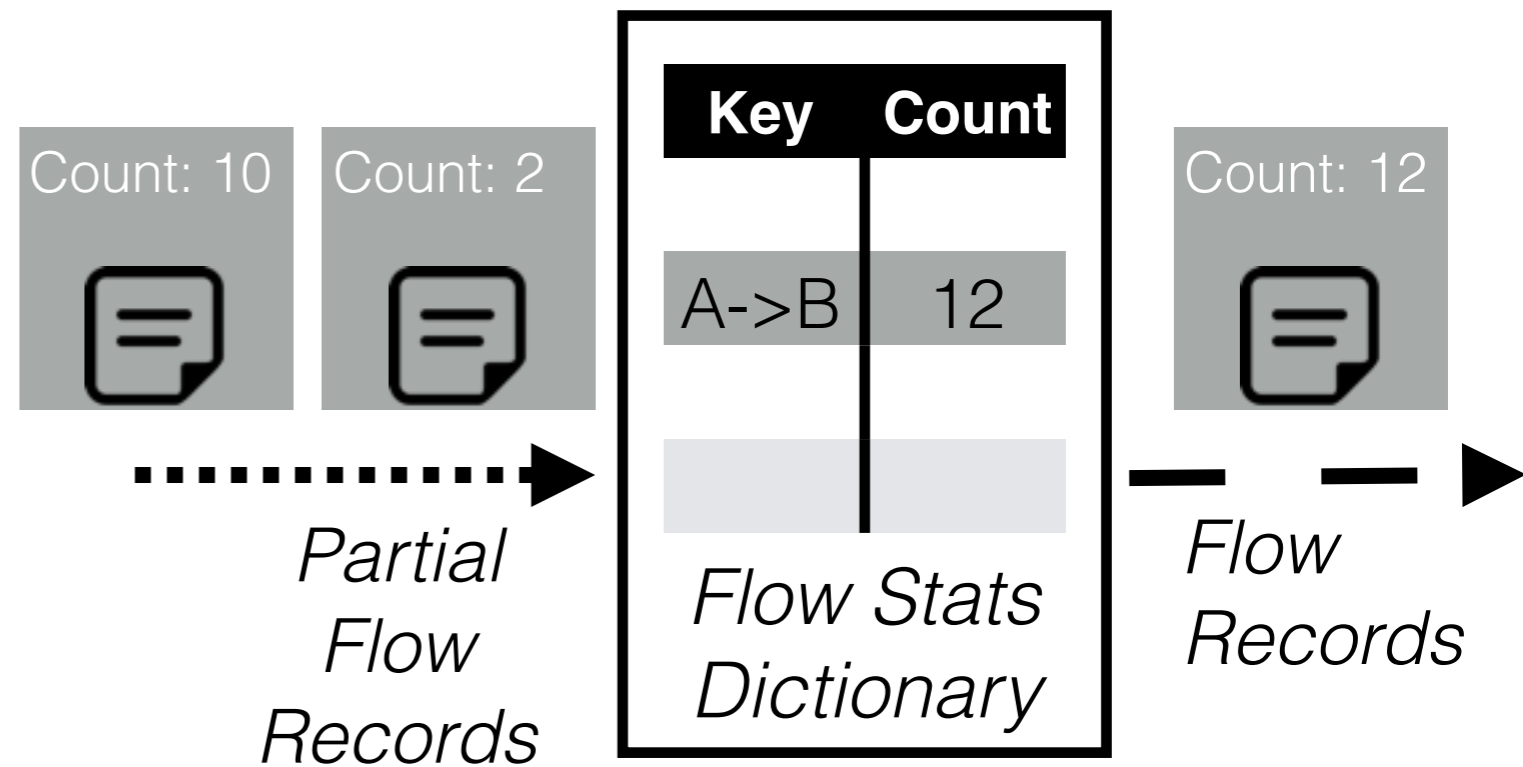 Count: 10
Count: 2
Partial
Flow
Records
Key Count
A->B 12
Flow Stats
Dictionary
Count: 12
Flow
Records